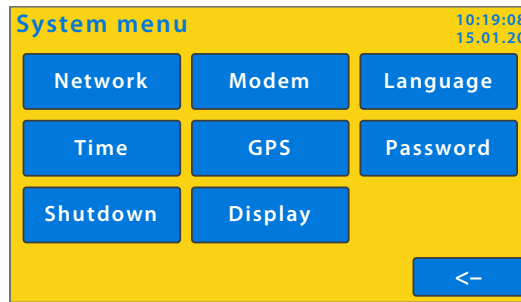 System menu
10:19:08
15.01.20
Network Modem Language
Time GPS Password
Shutdown Display
<–